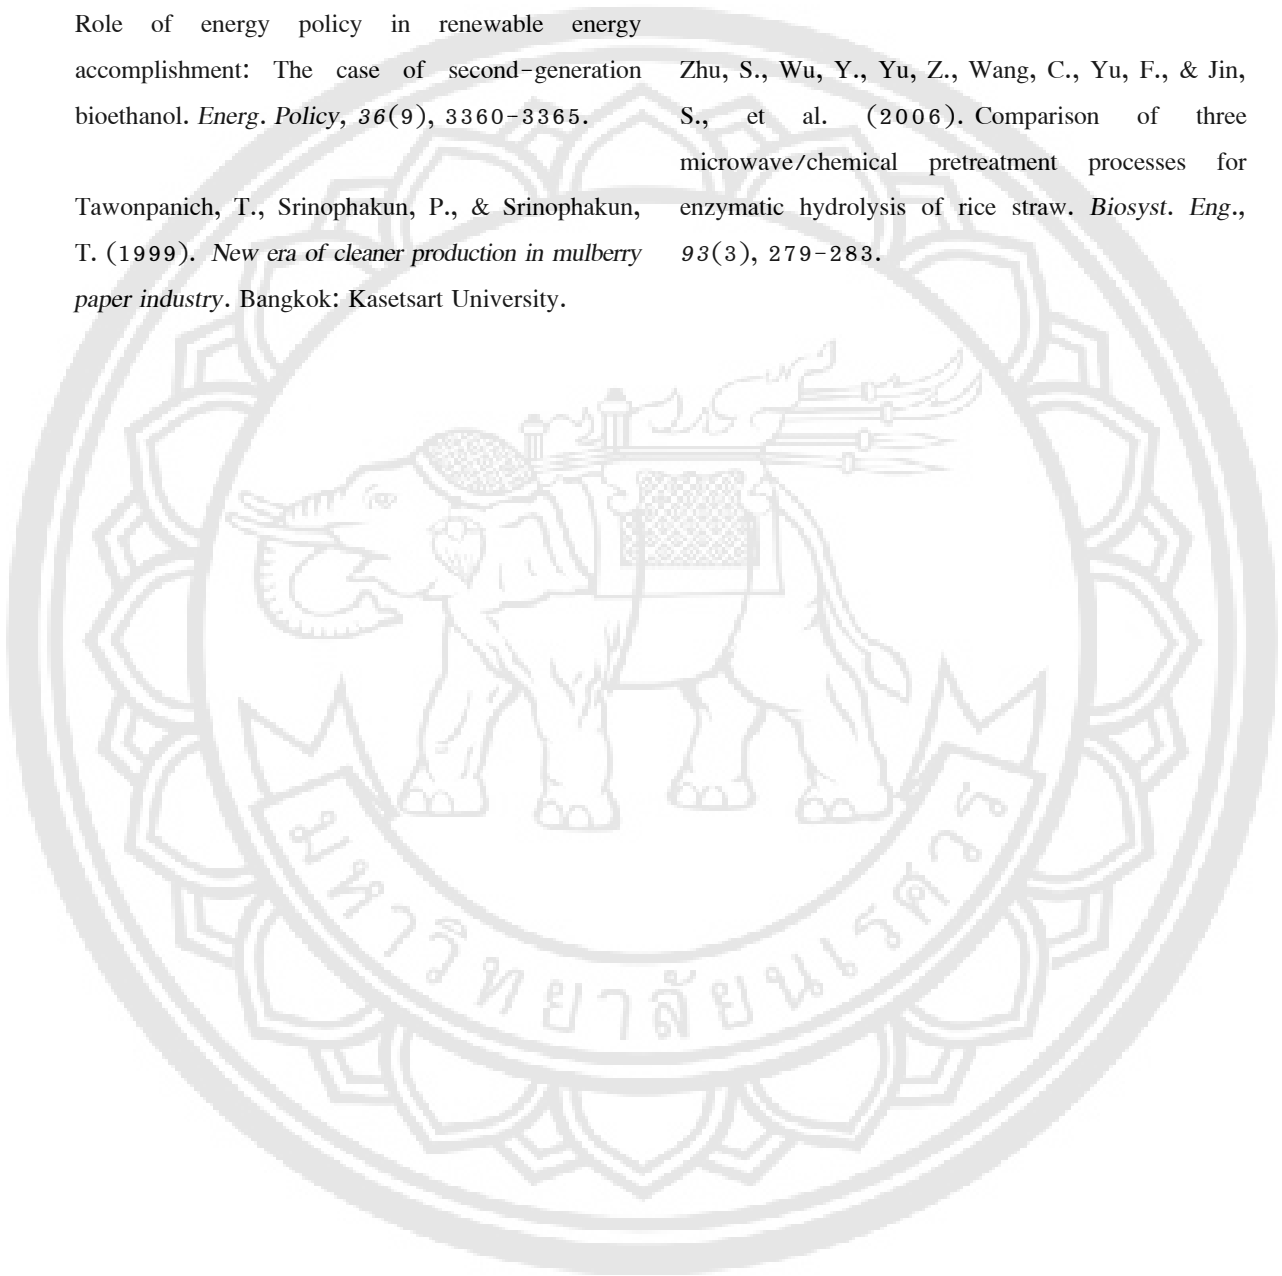 Role of energy policy in renewable energy
accomplishment: The case of second-generation
bioethanol. Energ. Policy, 36(9), 3360-3365.
Tawonpanich, T., Srinophakun, P., & Srinophakun,
T. (1999). New era of cleaner production in mulberry
paper industry. Bangkok: Kasetsart University.
Zhu, S., Wu, Y., Yu, Z., Wang, C., Yu, F., & Jin,
S., et al. (2006). Comparison of three
microwave/chemical pretreatment processes for
enzymatic hydrolysis of rice straw. Biosyst. Eng.,
93(3), 279-283.
มหาวิทยาลัยนเรศวร